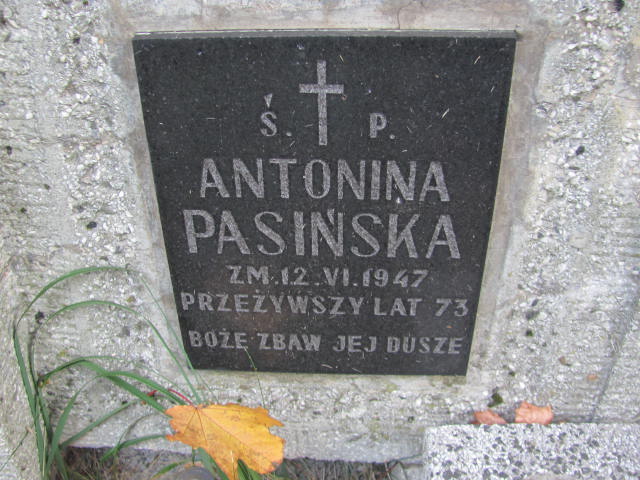 Ś. P.
ANTONINA
PASIŃSKA
ZM. 12. VI. 1947
PRZEŻYWSZY LAT 73
BOŻE ZBAW JEJ DUSZE